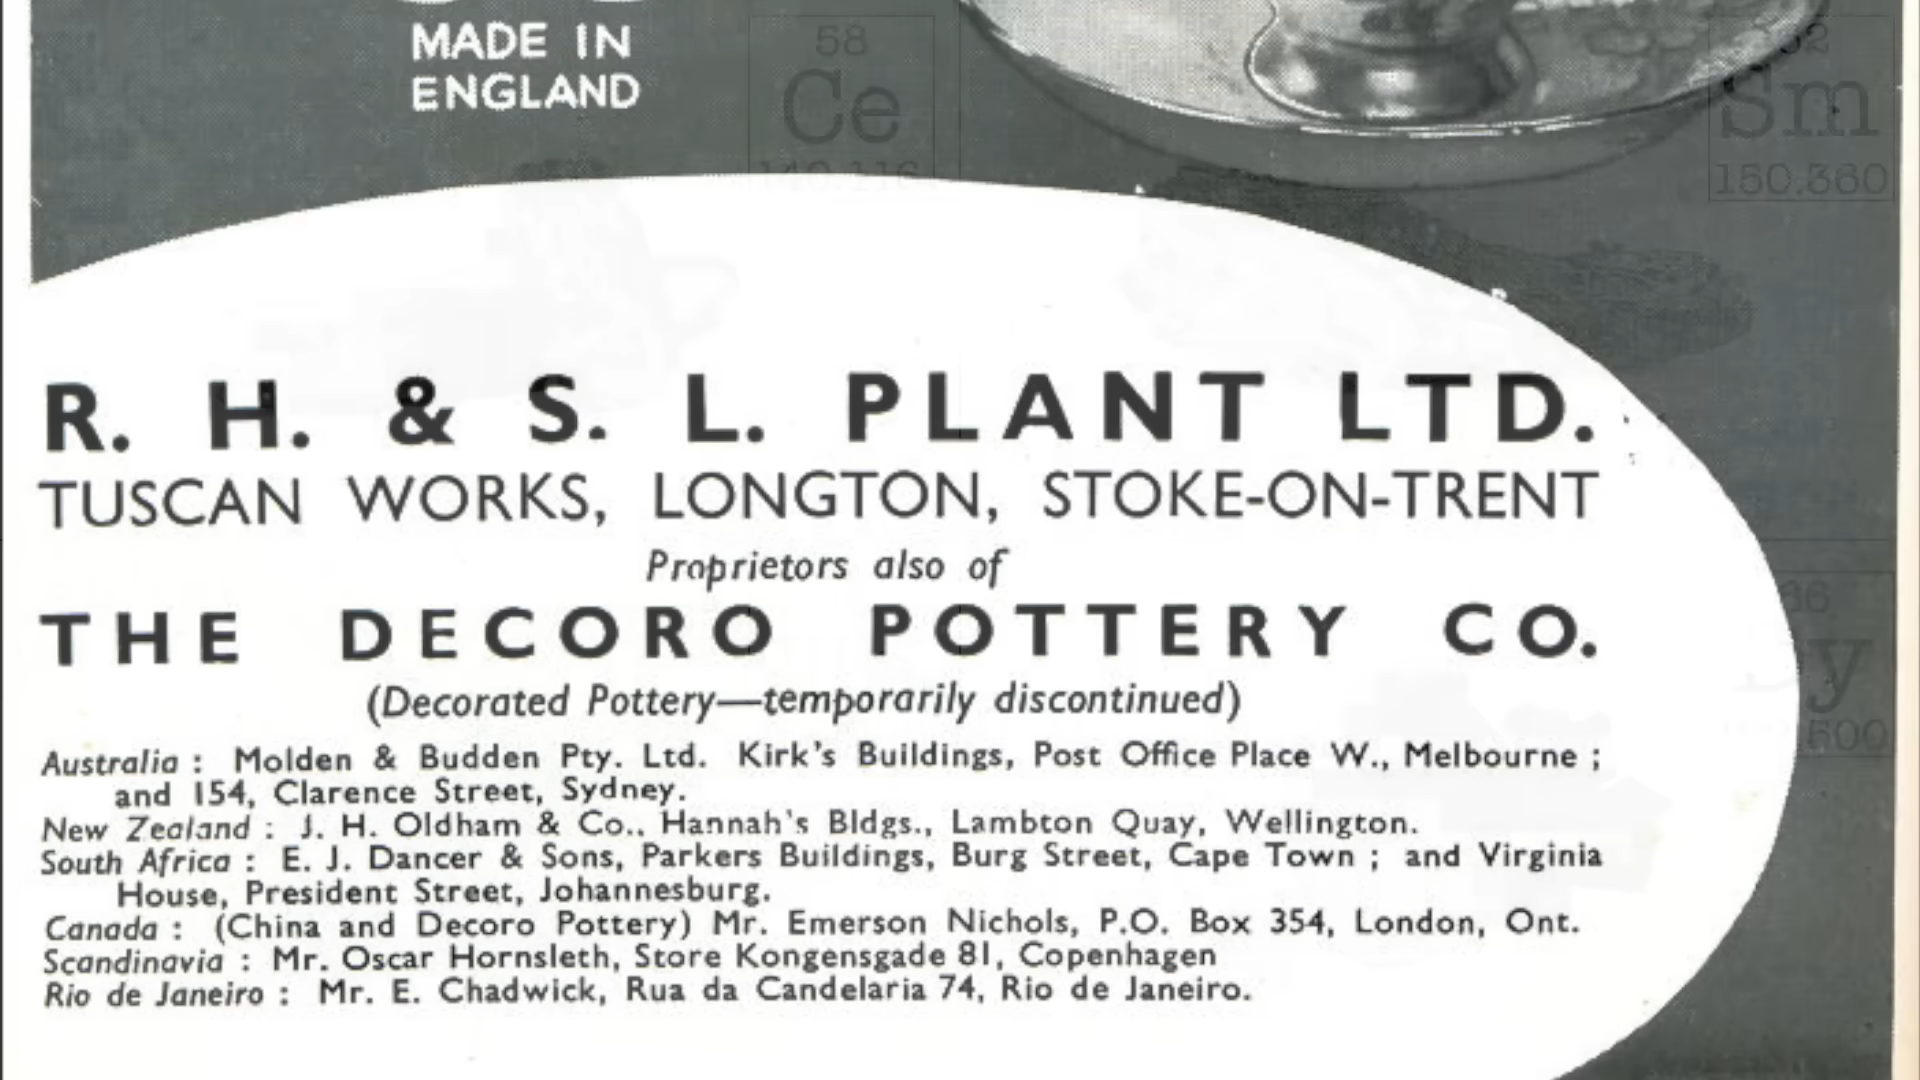 MADE IN
ENGLAND
58
Ce
140.116
Sm
150.360
R. H. & S. L. PLANT LTD.
TUSCAN WORKS, LONGTON, STOKE-ON-TRENT
Proprietors also of
THE DECORO POTTERY CO.
(Decorated Pottery—temporarily discontinued)
Australia : Molden & Budden Pty. Ltd. Kirk's Buildings, Post Office Place W., Melbourne ;
and 154, Clarence Street, Sydney.
New Zealand : J. H. Oldham & Co., Hannah's Bldgs., Lambton Quay, Wellington.
South Africa : E. J. Dancer & Sons, Parkers Buildings, Burg Street, Cape Town ; and Virginia
House, President Street, Johannesburg.
Canada : (China and Decoro Pottery) Mr. Emerson Nichols, P.O. Box 354, London, Ont.
Scandinavia : Mr. Oscar Hornsleth, Store Kongensgade 81, Copenhagen
Rio de Janeiro : Mr. E. Chadwick, Rua da Candelaria 74, Rio de Janeiro.